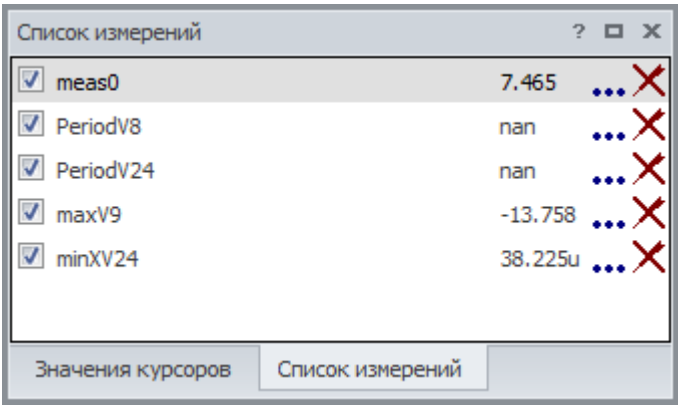 Список измерений ?
meas0 7.465 ...
PeriodV8 nan ...
PeriodV24 nan ...
maxV9 -13.758 ...
minXV24 38.225u ...
Значения курсоров Список измерений